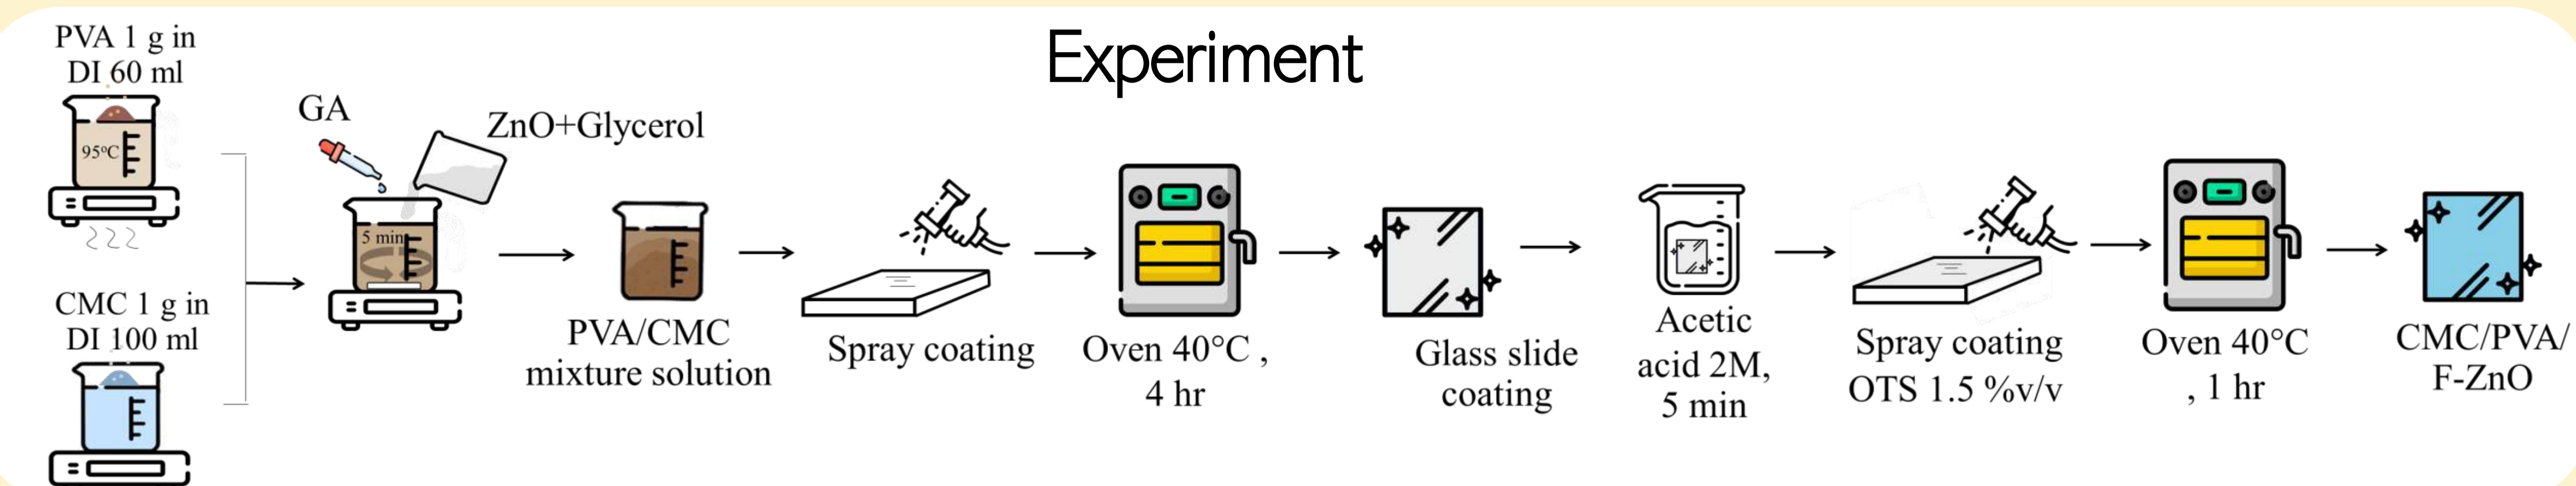 Experiment
PVA 1 g in
DI 60 ml
95°C
CMC 1 g in
DI 100 ml
GA
ZnO+Glycerol
5 min
PVA/CMC
mixture solution
Spray coating
Oven 40°C ,
4 hr
Glass slide
coating
Acetic
acid 2M,
5 min
Spray coating
OTS 1.5 %v/v
Oven 40°C
, 1 hr
CMC/PVA/
F-ZnO